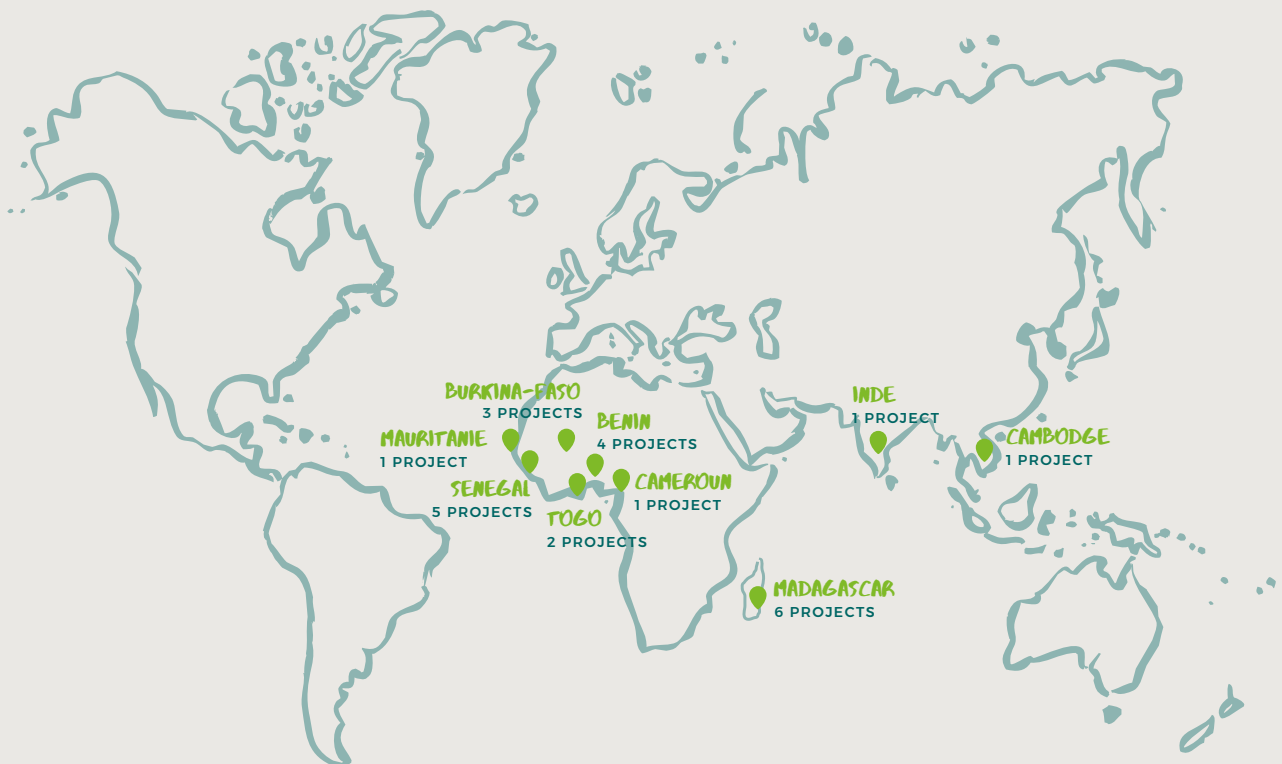 BURKINA-FASO
3 PROJECTS
BENIN
4 PROJECTS
MAURITANIE
1 PROJECT
SENEGAL
5 PROJECTS
CAMEROUN
1 PROJECT
TOGO
2 PROJECTS
INDE
1 PROJECT
CAMBODGE
1 PROJECT
MADAGASCAR
6 PROJECTS